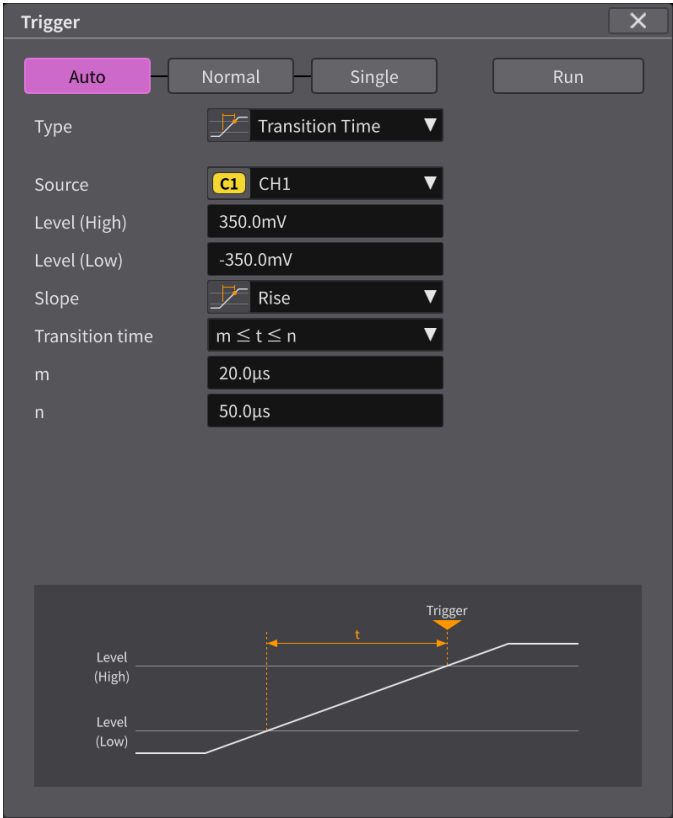 Trigger
Auto Normal Single Run
Type Transition Time
Source C1 CH1
Level (High) 350.0mV
Level (Low) -350.0mV
Slope Rise
Transition time m ≤ t ≤ n
m 20.0µs
n 50.0µs
Trigger
t
Level
(High)
Level
(Low)